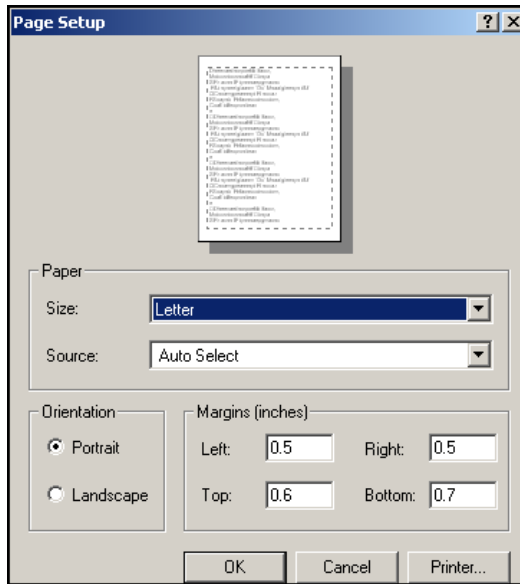 Page Setup
Paper
Size: Letter
Source: Auto Select
Orientation
Portrait
Landscape
Margins (inches)
Left: 0.5 Right: 0.5
Top: 0.6 Bottom: 0.7
OK Cancel Printer...